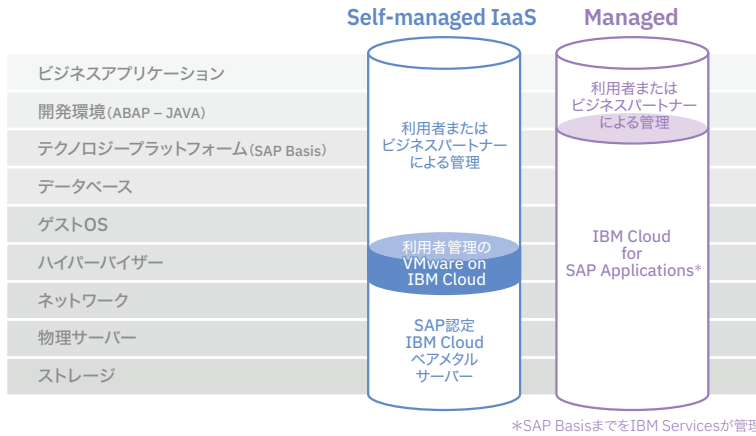 Self-managed IaaS
Managed
ビジネスアプリケーション
開発環境(ABAP – JAVA)
テクノロジープラットフォーム(SAP Basis)
データベース
ゲストOS
ハイパーバイザー
ネットワーク
物理サーバー
ストレージ
利用者または
ビジネスパートナー
による管理
利用者管理の
VMware on
IBM Cloud
SAP認定
IBM Cloud
ベアメタル
サーバー
利用者または
ビジネスパートナー
による管理
IBM Cloud
for
SAP Applications*
*SAP BasisまでをIBM Servicesが管理